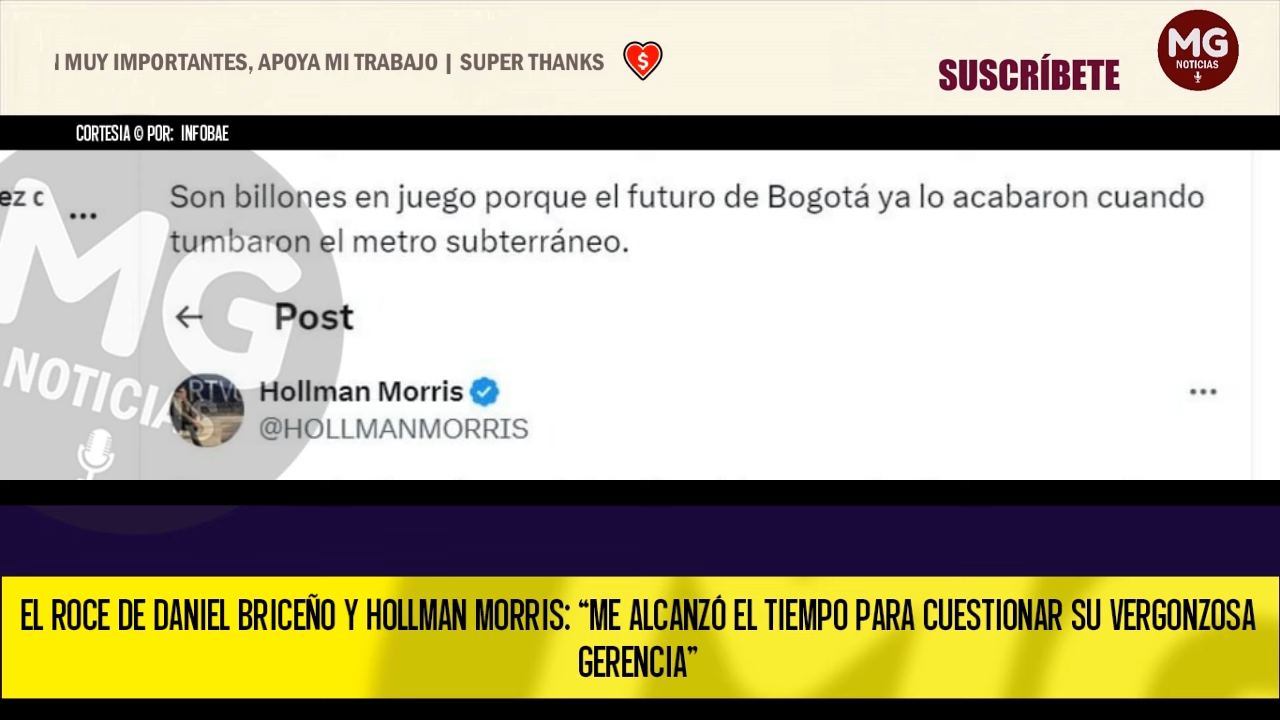 MUY IMPORTANTES, APOYA MI TRABAJO | SUPER THANKS
$
SUSCRÍBETE
MG
NOTICIAS
CORTESIA © POR: INFOBAE
ez c ...
Son billones en juego porque el futuro de Bogotá ya lo acabaron cuando
tumbaron el metro subterráneo.
← Post
Hollman Morris
...
@HOLLMANMORRIS
RTV
MG
NOTICIAS
EL ROCE DE DANIEL BRICEÑO Y HOLLMAN MORRIS: “ME ALCANZÓ EL TIEMPO PARA CUESTIONAR SU VERGONZOSA
GERENCIA”